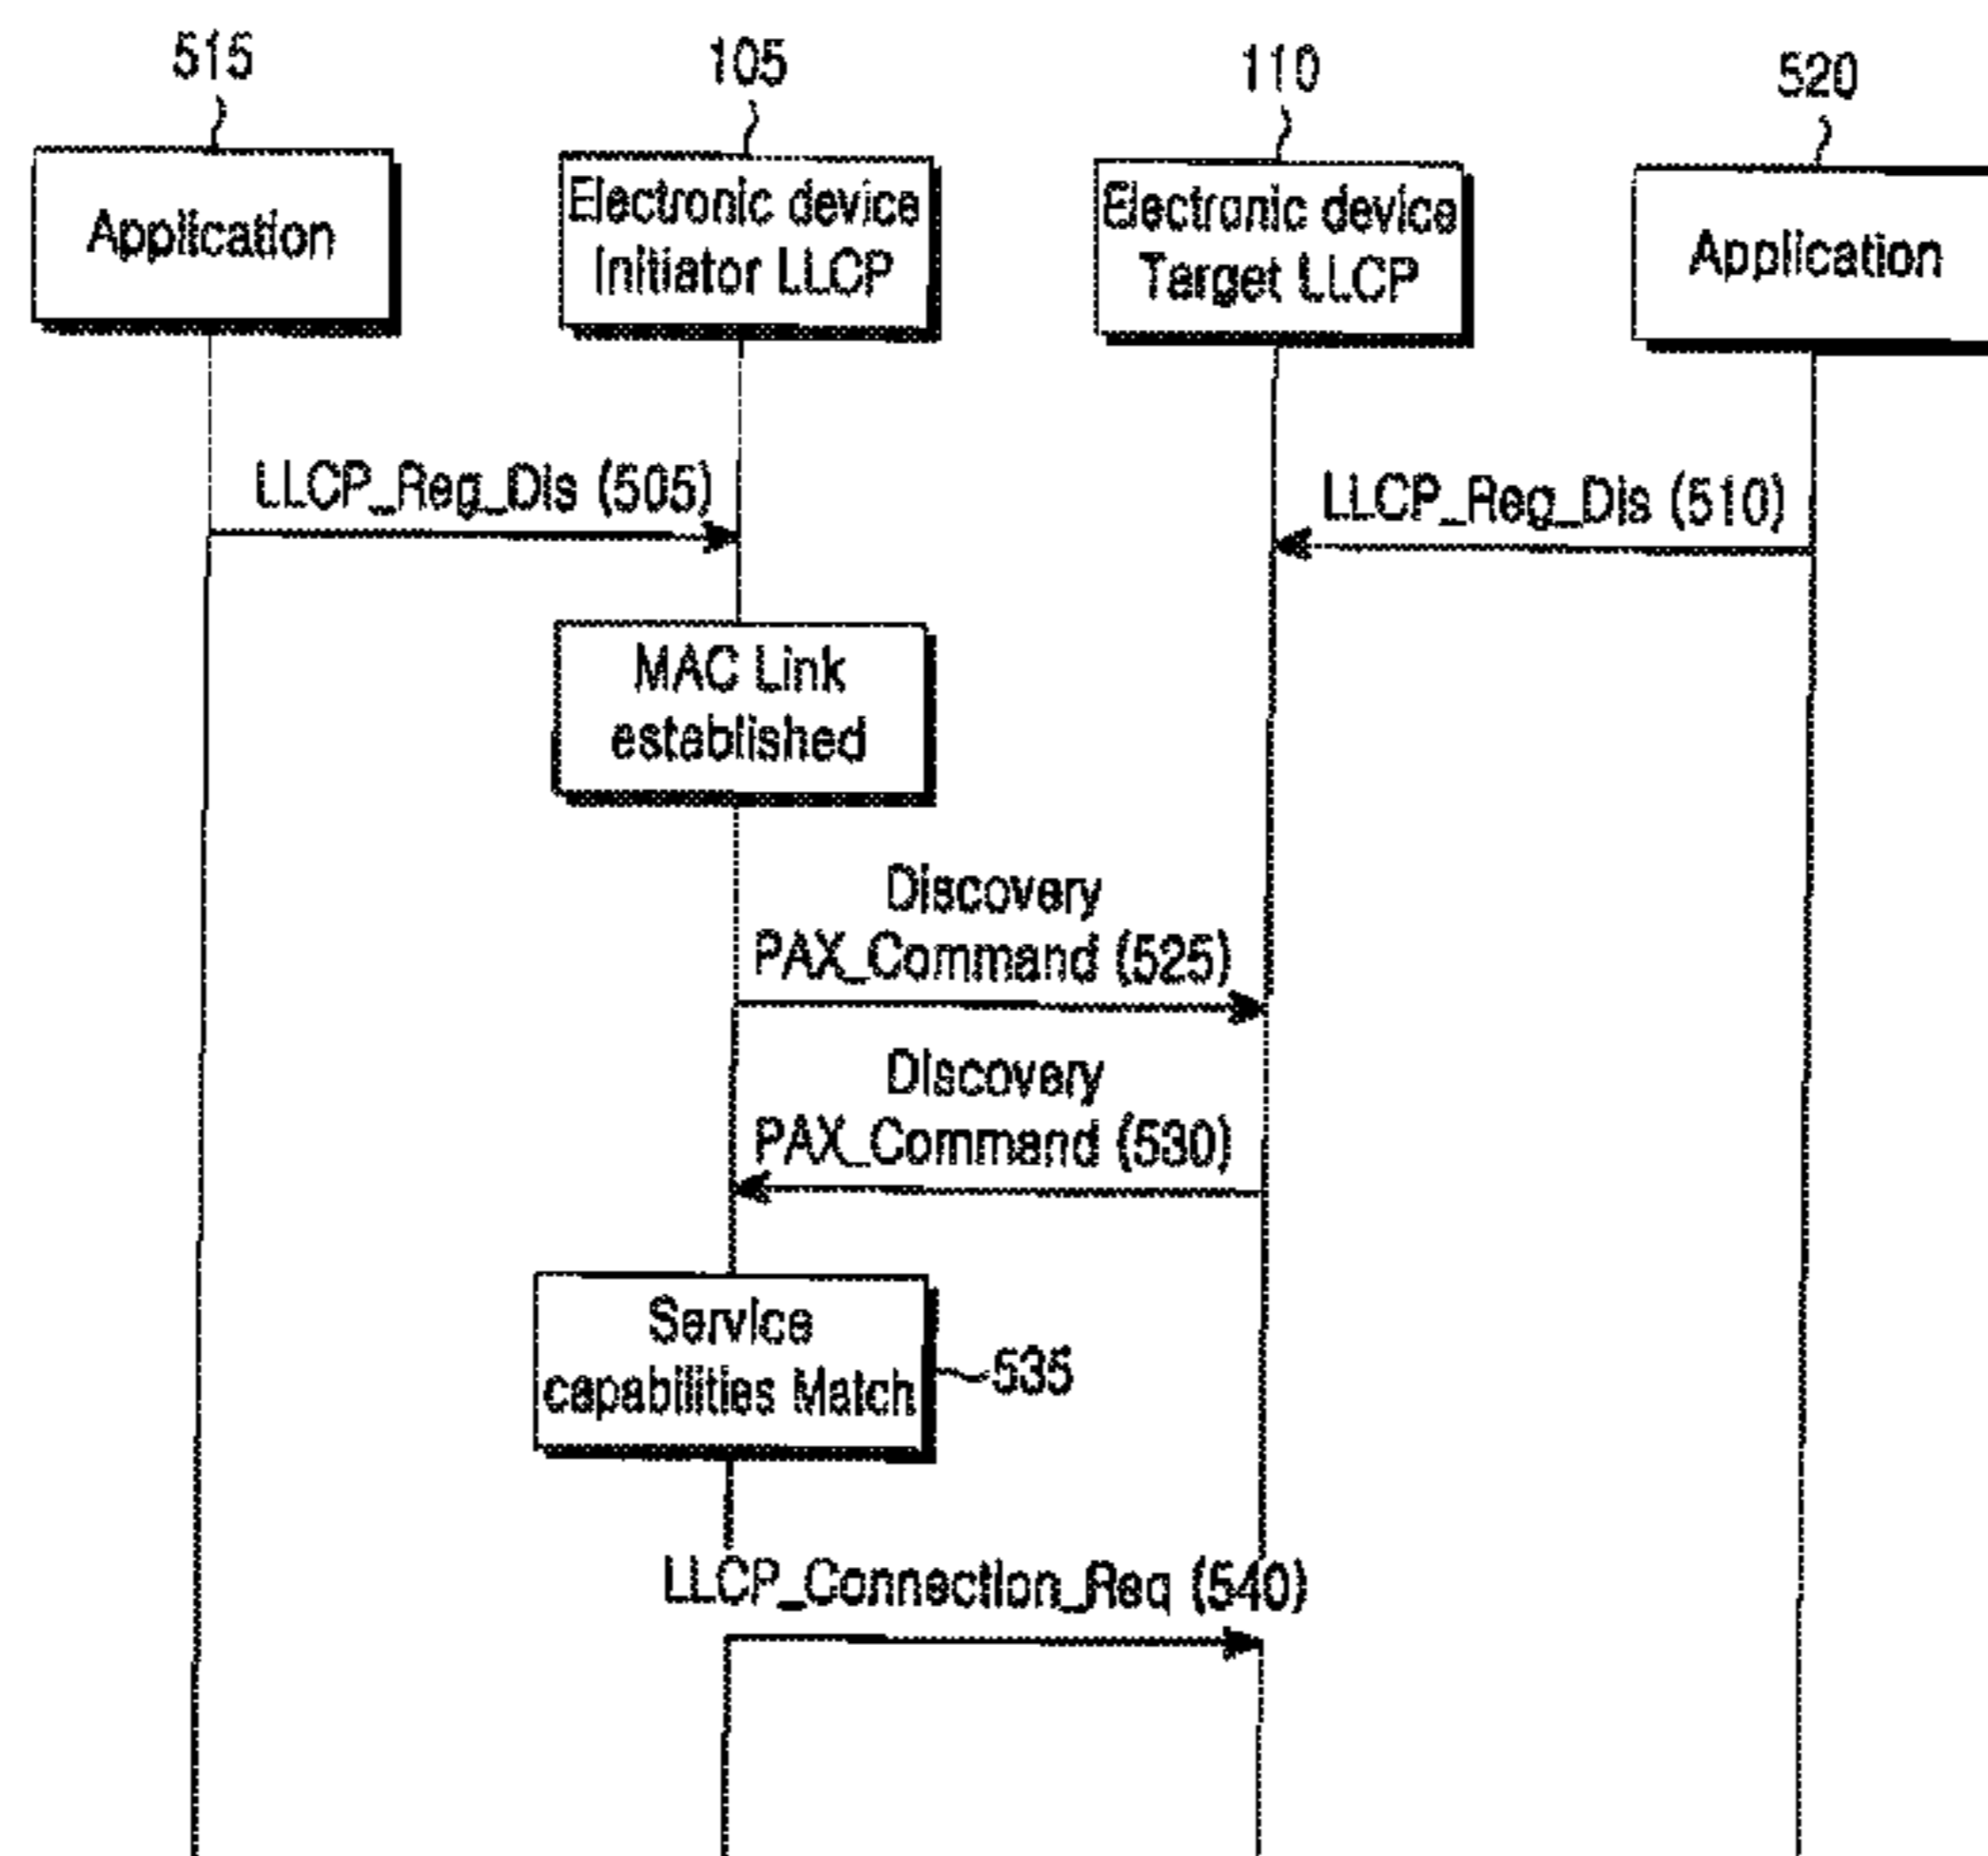 515
105
110
520
Application
Electronic device
Initiator LLCP
Electronic device
Target LLCP
Application
LLCP_Reg_Dis (505)
LLCP_Reg_Dis (510)
MAC Link
established
Discovery
PAX_Command (525)
Discovery
PAX_Command (530)
Service
capabilities Match
535
LLCP_Connection_Req (540)